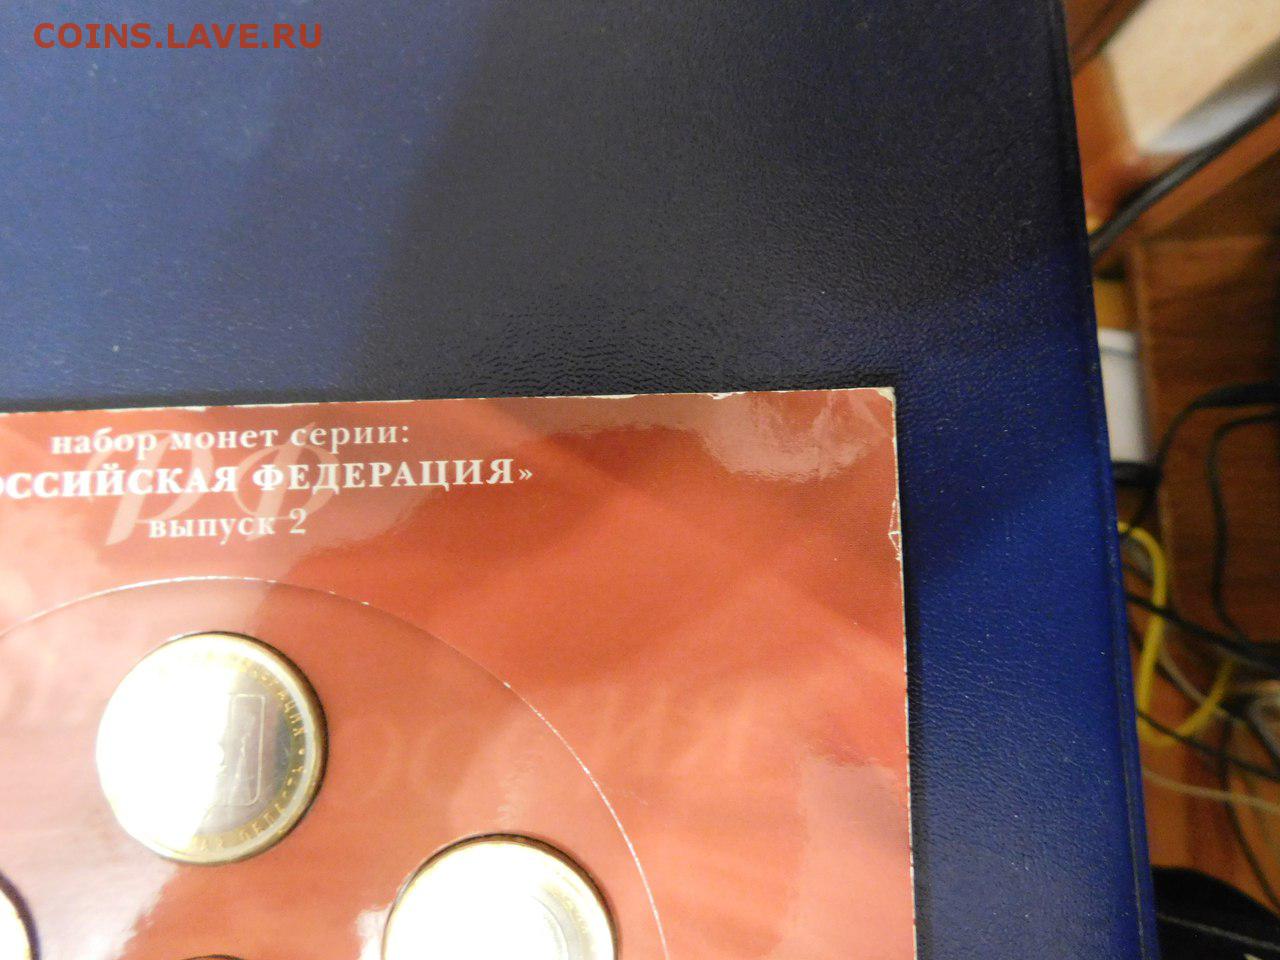 COINS.LAVE.RU
набор монет серии:
ОССИЙСКАЯ ФЕДЕРАЦИЯ»
выпуск 2